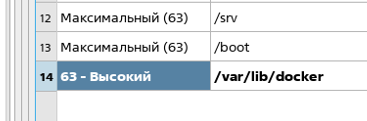 12 Максимальный (63) /srv
13 Максимальный (63) /boot
14 63 - Высокий /var/lib/docker